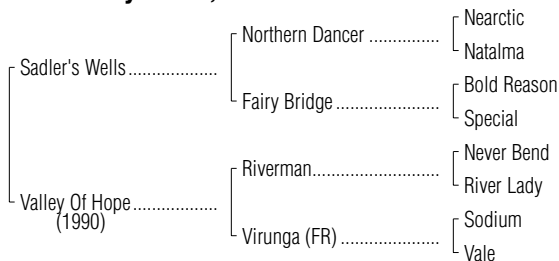 Nearctic
Northern Dancer ................
Natalma
Sadler's Wells....................
Bold Reason
Fairy Bridge .......................
Special
Never Bend
Riverman............................
River Lady
Valley Of Hope...................
(1990)
Sodium
Virunga (FR) ......................
Vale